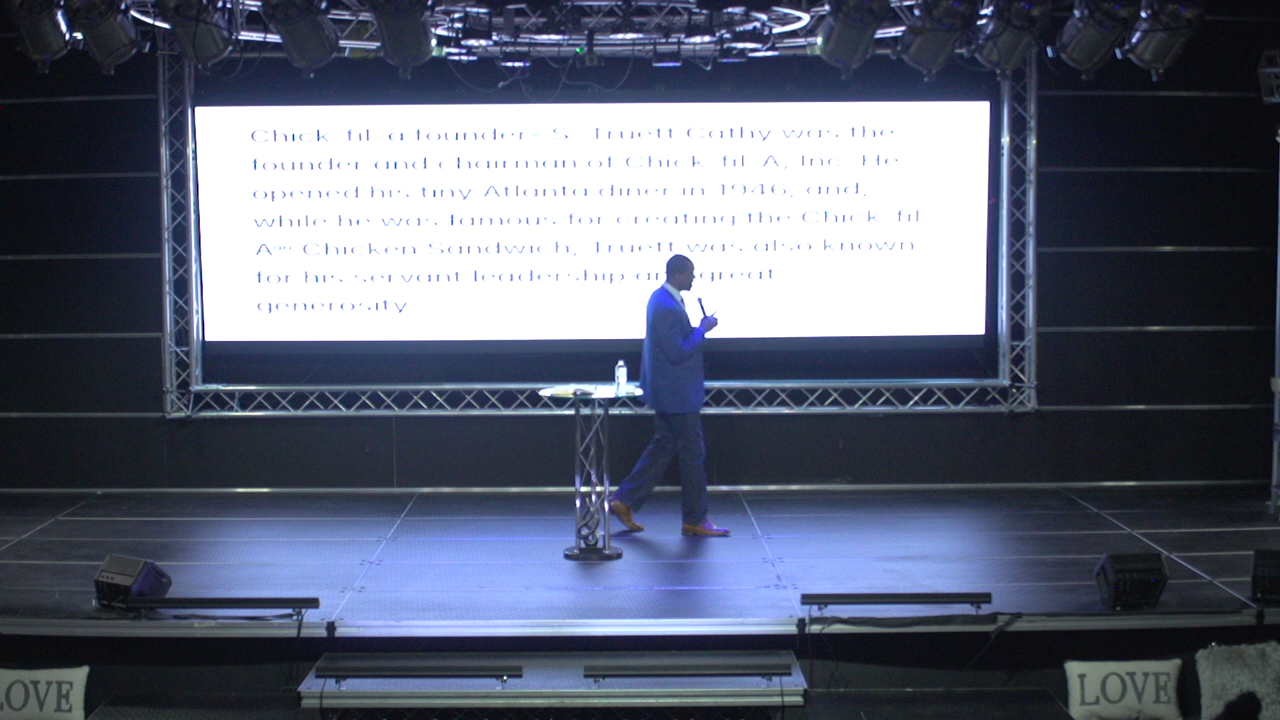 Chick-fil-a founder- S. Truett Cathy was the
founder and chairman of Chick-fil-A, Inc. He
opened his tiny Atlanta diner in 1946, and,
while he was famous for creating the Chick-fil-
A Chicken Sandwich, Truett was also known
for his servant leadership and great
generosity
LOVE
LOVE